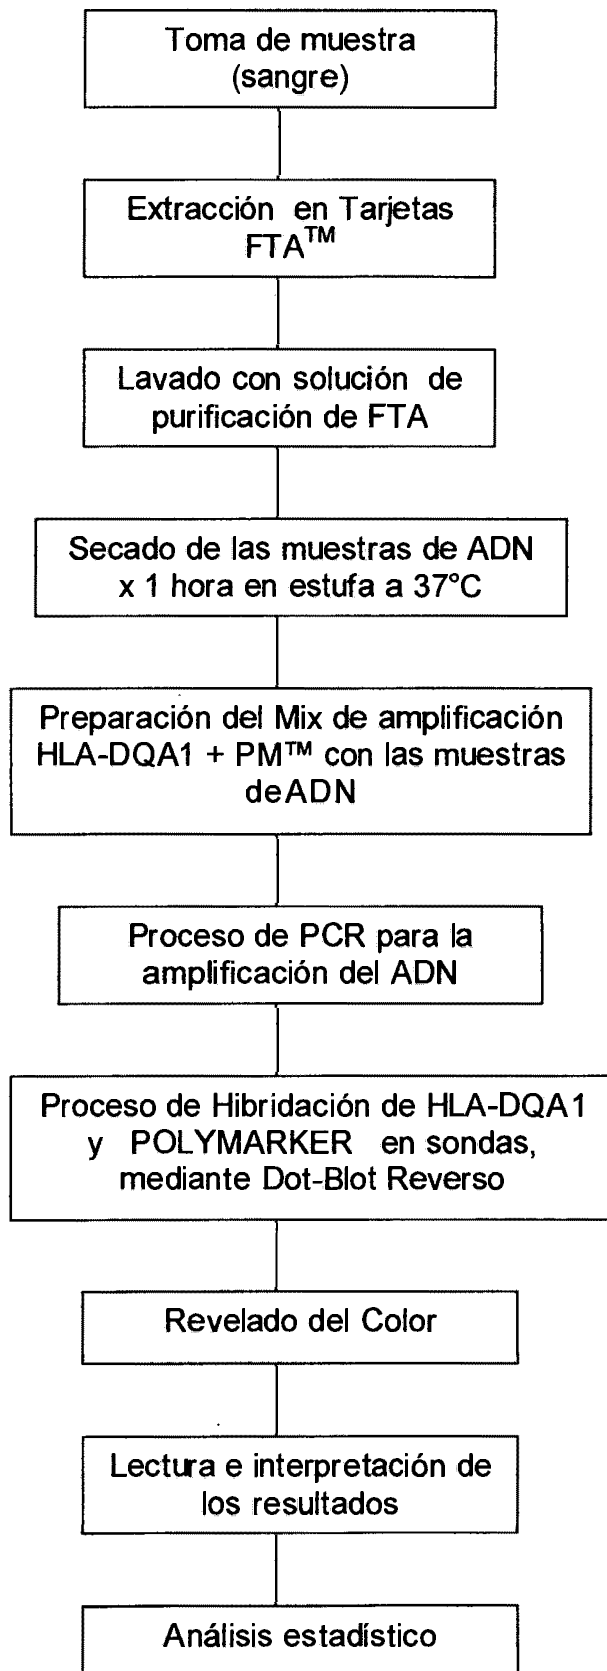 Toma de muestra
(sangre)
Extracción en Tarjetas
FTA™
Lavado con solución de
purificación de FTA
Secado de las muestras de ADN
x 1 hora en estufa a 37°C
Preparación del Mix de amplificación
HLA-DQA1 + PM™ con las muestras
de ADN
Proceso de PCR para la
amplificación del ADN
Proceso de Hibridación de HLA-DQA1
y POLYMARKER en sondas,
mediante Dot-Blot Reverso
Revelado del Color
Lectura e interpretación de
los resultados
Análisis estadístico